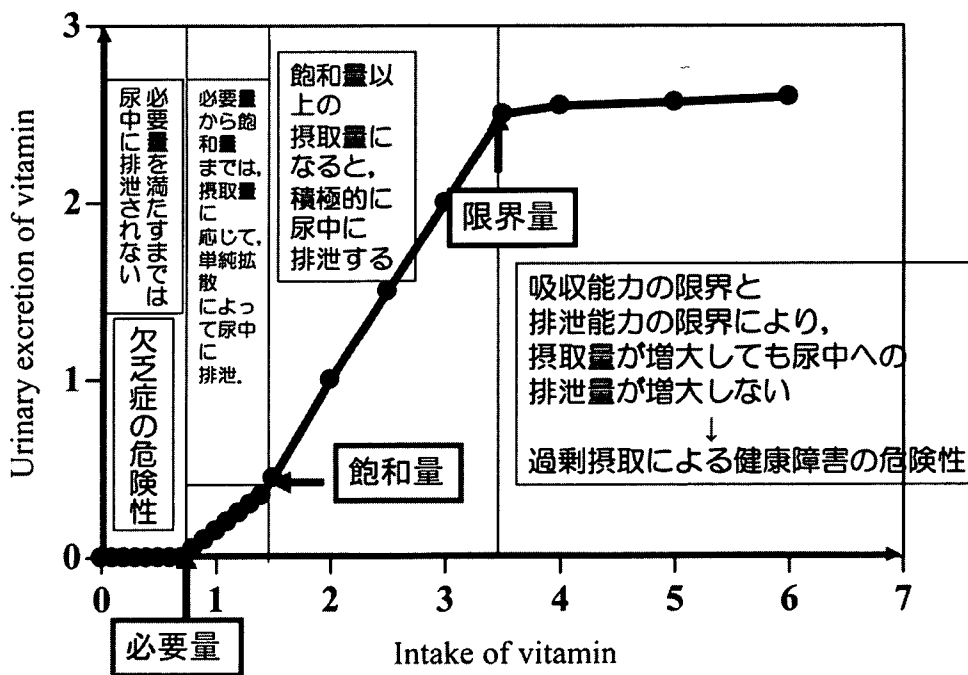 3
2
1
0
Urinary excretion of vitamin
必要量を満たすまでは
尿中に排泄されない
欠乏症の危険性
必要量
から飽
和量
までは,
摂取量
に
応じて,
単純拡
散
によっ
て尿中
に
排泄.
飽和量以
上の
摂取量に
なると,
積極的に
尿中に
排泄する
限界量
吸収能力の限界と
排泄能力の限界により,
摂取量が増大しても尿中への
排泄量が増大しない
↓
過剰摂取による健康障害の危険性
飽和量
0 1 2 3 4 5 6 7
必要量
Intake of vitamin